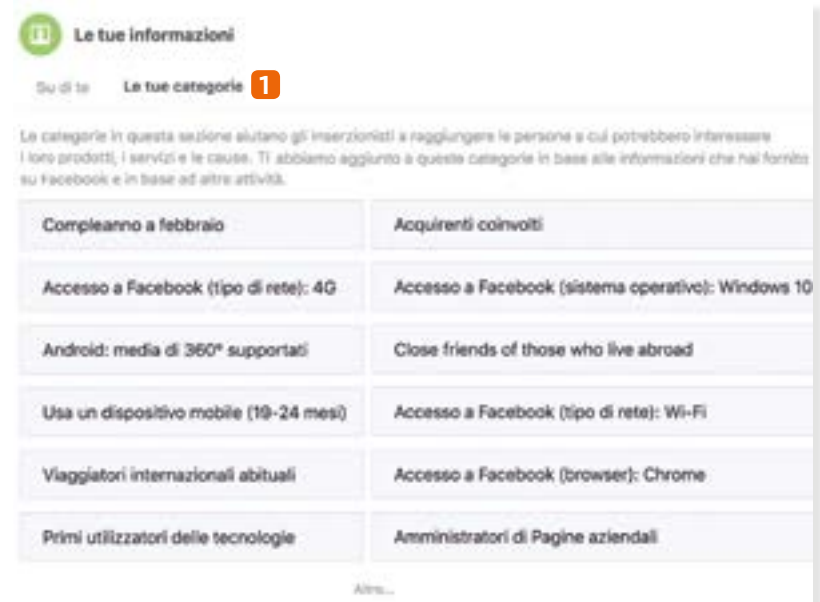 Le tue informazioni
Su di te Le tue categorie 1
Le categorie in questa sezione aiutano gli inserzionisti a raggiungere le persone a cui potrebbero interessare
i loro prodotti, i servizi e le cause. Ti abbiamo aggiunto a queste categorie in base alle informazioni che hai fornito
su Facebook e in base ad altre attività.
Compleanno a febbraio
Acquirenti coinvolti
Accesso a Facebook (tipo di rete): 4G
Accesso a Facebook (sistema operativo): Windows 10
Android: media di 360° supportati
Close friends of those who live abroad
Usa un dispositivo mobile (19-24 mesi)
Accesso a Facebook (tipo di rete): Wi-Fi
Viaggiatori internazionali abituali
Accesso a Facebook (browser): Chrome
Primi utilizzatori delle tecnologie
Amministratori di Pagine aziendali
Altro...